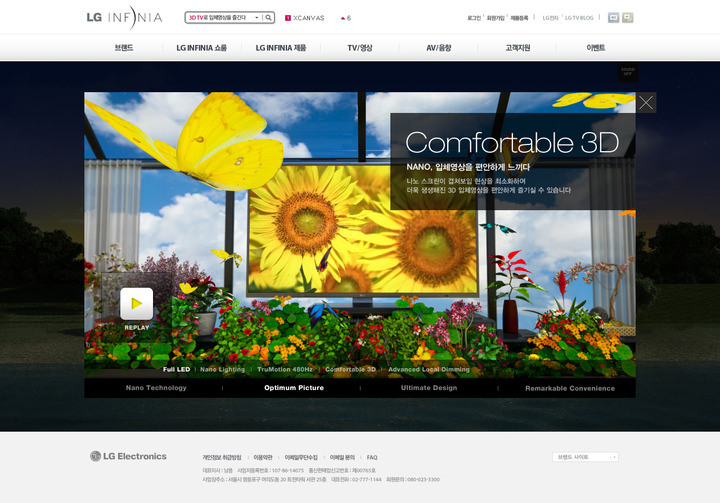 LG INFINIA
3D TV로 입체영상을 즐긴다
1 XCANVAS
6
로그인 회원가입 제품등록 LG전자 LG TV BLOG
브랜드 LG INFINIA 쇼룸 LG INFINIA 제품 TV/영상 AV/음향 고객지원 이벤트
SOUND OFF
Comfortable 3D
NANO, 입체영상을 편안하게 느끼다
나노 스크린이 겹쳐보임 현상을 최소화하여
더욱 생생해진 3D 입체영상을 편안하게 즐기실 수 있습니다
REPLAY
Full LED Nano Lighting TruMotion 480Hz Comfortable 3D Advanced Local Dimming
Nano Technology Optimum Picture Ultimate Design Remarkable Convenience
LG Electronics
개인정보 취급방침 이용약관 이메일무단수집 이메일 문의 FAQ
브랜드 사이트
대표이사 : 남용 사업자등록번호 : 107-86-14075 통신판매업신고번호 : 제00765호
사업장주소 : 서울시 영등포구 여의도동 20 트윈타워 서관 25층 대표전화 : 02-777-1144 회원문의 : 080-023-3300